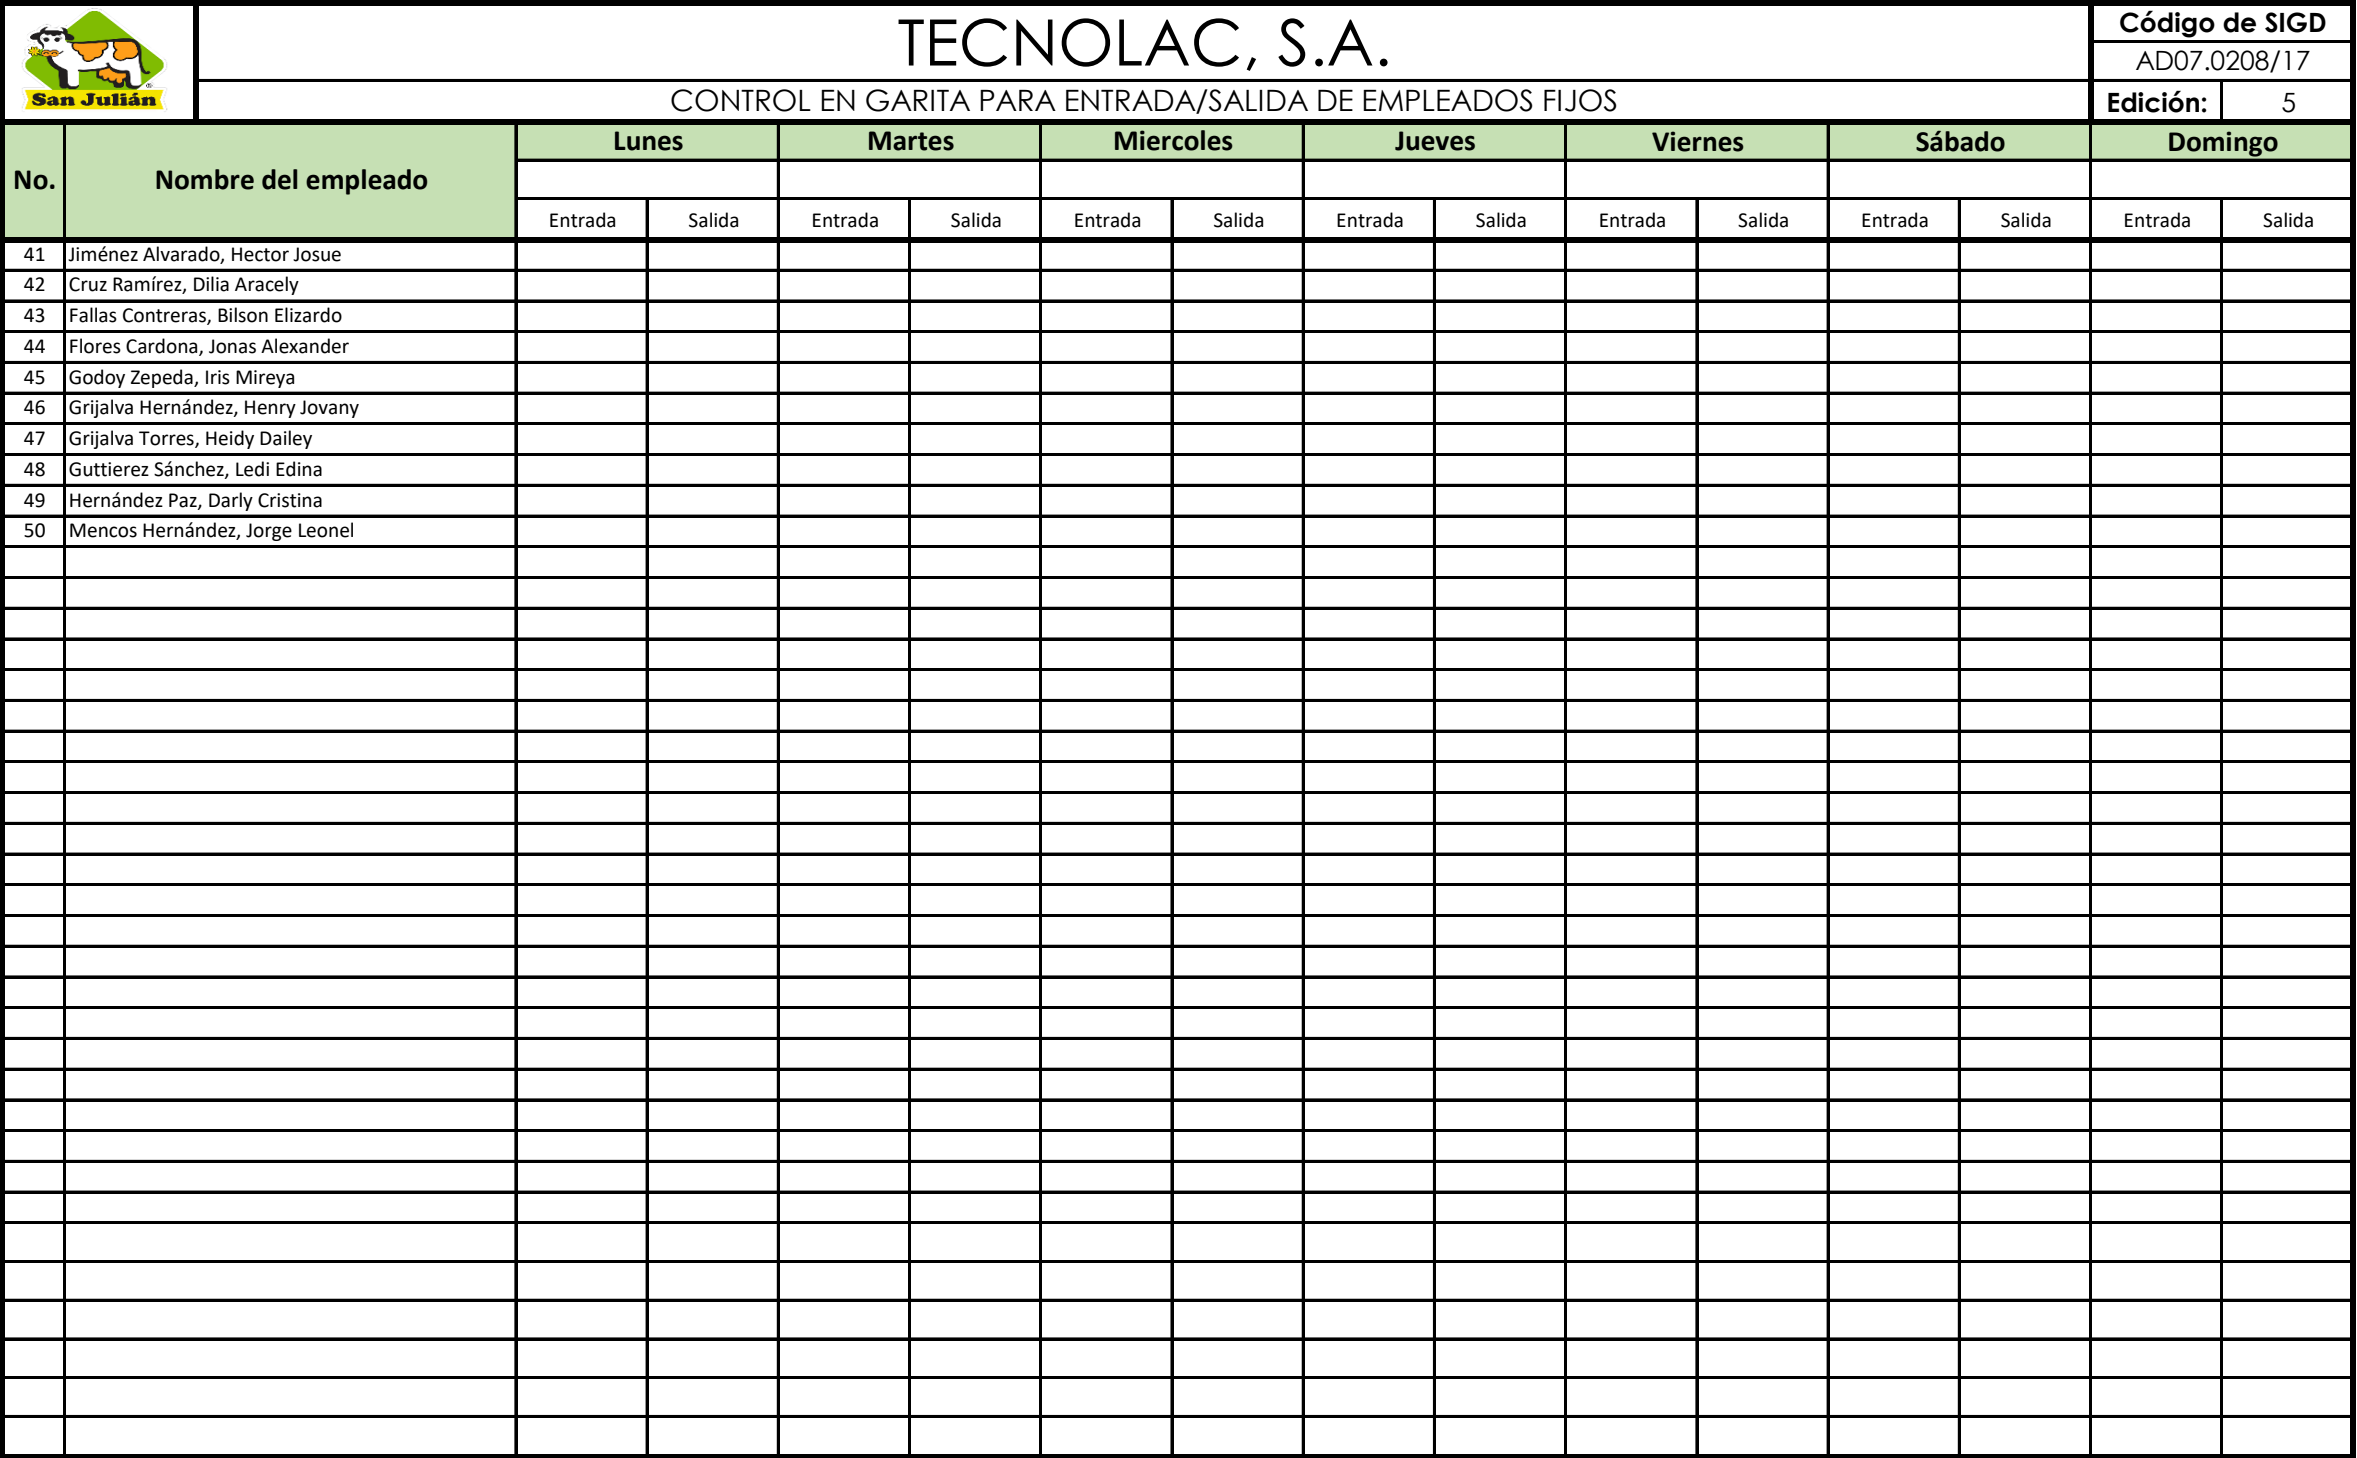 San Julián
®
TECNOLAC, S.A.
CONTROL EN GARITA PARA ENTRADA/SALIDA DE EMPLEADOS FIJOS
Código de SIGD
AD07.0208/17
Edición: 5
No. Nombre del empleado Lunes Martes Miercoles Jueves Viernes Sábado Domingo
Entrada Salida Entrada Salida Entrada Salida Entrada Salida Entrada Salida Entrada Salida Entrada Salida
41 Jiménez Alvarado, Hector Josue
42 Cruz Ramírez, Dilia Aracely
43 Fallas Contreras, Bilson Elizardo
44 Flores Cardona, Jonas Alexander
45 Godoy Zepeda, Iris Mireya
46 Grijalva Hernández, Henry Jovany
47 Grijalva Torres, Heidy Dailey
48 Guttierez Sánchez, Ledi Edina
49 Hernández Paz, Darly Cristina
50 Mencos Hernández, Jorge Leonel